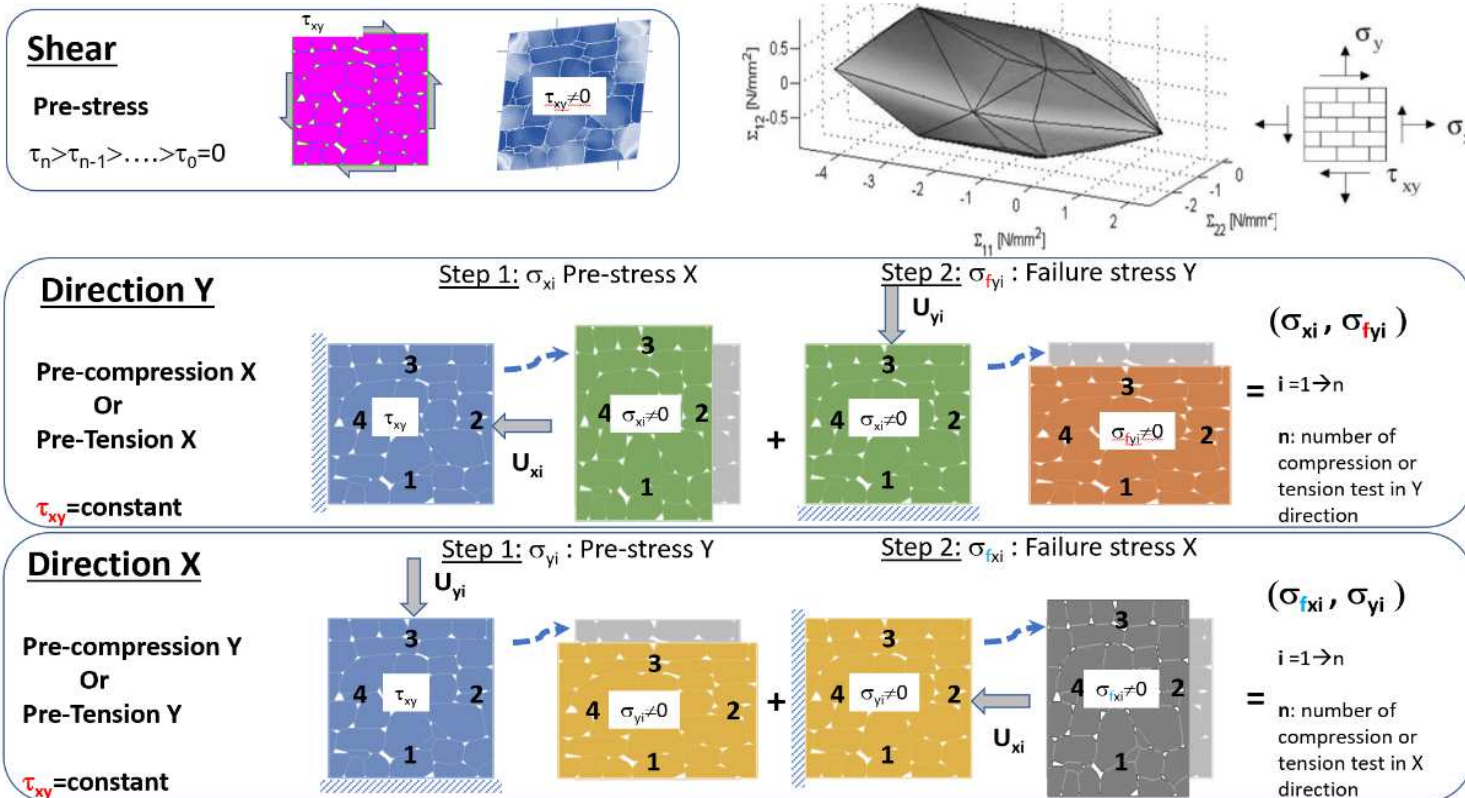 Shear
Pre-stress
τn>τn-1>....>τ0=0
τxy
τxy≠0
0.5
0
-0.5
Σ12 [N/mm²]
-4
-3
-2
-1
0
1
2
Σ11 [N/mm²]
-2
-1
0
Σ22 [N/mm²]
σy
τxy
Direction Y
Pre-compression X
Or
Pre-Tension X
τxy=constant
Step 1: σxi Pre-stress X
3
4
τxy
2
1
Uxi
3
4
σxi≠0
2
1
+
Step 2: σfyi : Failure stress Y
Uyi
3
4
σxi≠0
2
1
3
4
σfyi≠0
2
1
=
(σxi , σfyi )
i =1→n
n: number of
compression or
tension test in Y
direction
Direction X
Pre-compression Y
Or
Pre-Tension Y
τxy=constant
Step 1: σyi : Pre-stress Y
Uyi
3
4
τxy
2
1
3
4
σyi≠0
2
1
+
Step 2: σfxi : Failure stress X
3
4
σyi≠0
2
1
Uxi
3
4
σfxi≠0
2
1
=
(σfxi , σyi )
i =1→n
n: number of
compression or
tension test in X
direction